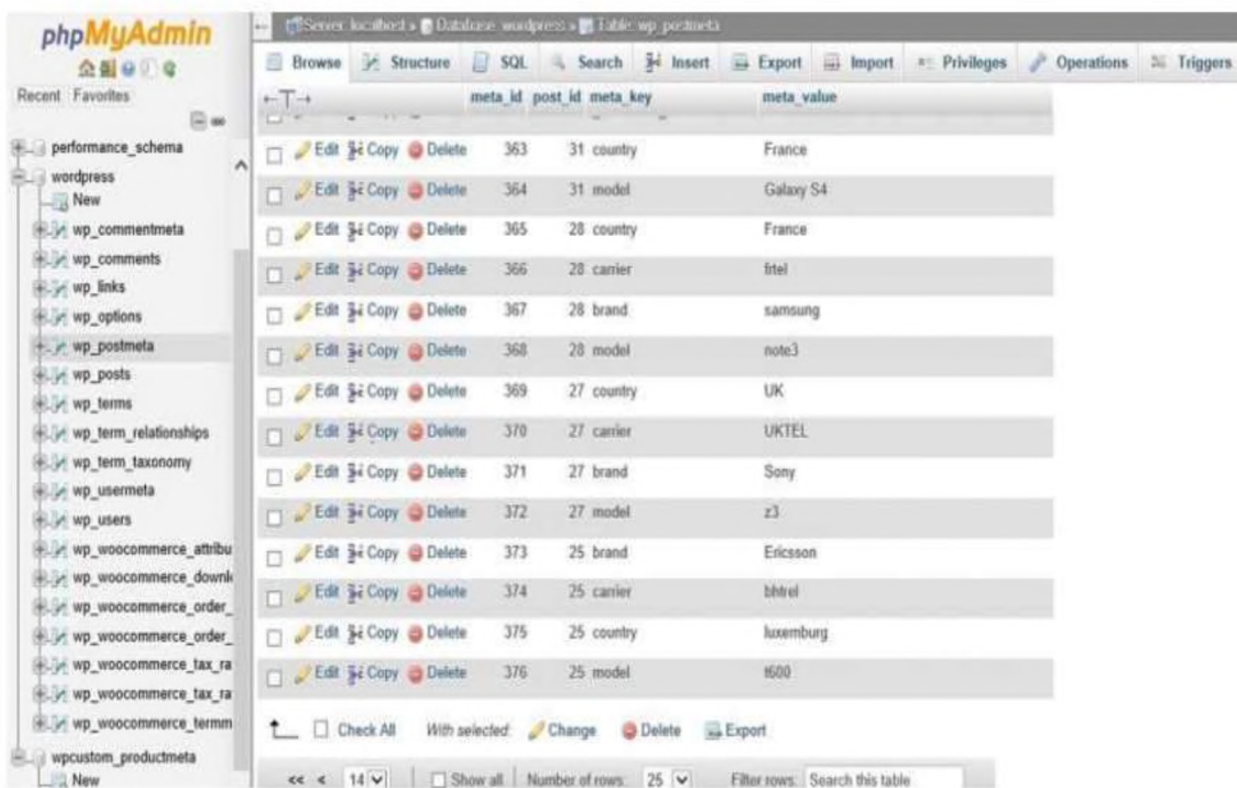 phpMyAdmin
Server: localhost » Database: wordpress » Table: wp_postmeta
Browse Structure SQL Search Insert Export Import Privileges Operations Triggers
Recent Favorites
performance_schema
wordpress
New
wp_commentmeta
wp_comments
wp_links
wp_options
wp_postmeta
wp_posts
wp_terms
wp_term_relationships
wp_term_taxonomy
wp_usermeta
wp_users
wp_woocommerce_attribu
wp_woocommerce_downl
wp_woocommerce_order_
wp_woocommerce_order_
wp_woocommerce_tax_ra
wp_woocommerce_tax_ra
wp_woocommerce_termm
wpcustom_productmeta
New
←T→ meta_id post_id meta_key meta_value
Edit Copy Delete 363 31 country France
Edit Copy Delete 364 31 model Galaxy S4
Edit Copy Delete 365 28 country France
Edit Copy Delete 366 28 carrier frtel
Edit Copy Delete 367 28 brand samsung
Edit Copy Delete 368 28 model note3
Edit Copy Delete 369 27 country UK
Edit Copy Delete 370 27 carrier UKTEL
Edit Copy Delete 371 27 brand Sony
Edit Copy Delete 372 27 model z3
Edit Copy Delete 373 25 brand Ericsson
Edit Copy Delete 374 25 carrier bhtrel
Edit Copy Delete 375 25 country luxemburg
Edit Copy Delete 376 25 model t600
Check All With selected: Change Delete Export
<< < 14 Show all Number of rows: 25 Filter rows: Search this table